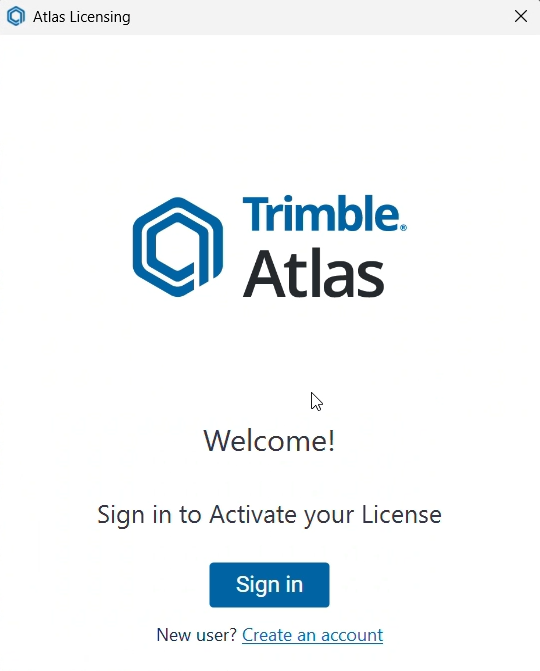 Atlas Licensing
Trimble®
Atlas
Welcome!
Sign in to Activate your License
Sign in
New user? Create an account